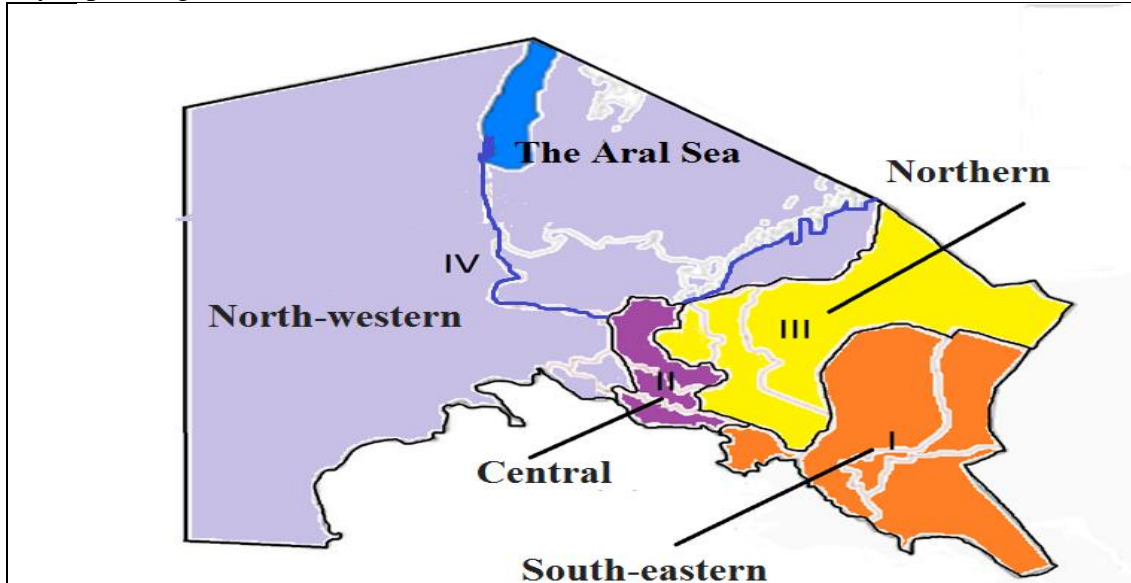 The Aral Sea
Northern
IV
North-western
III
II
I
Central
South-eastern